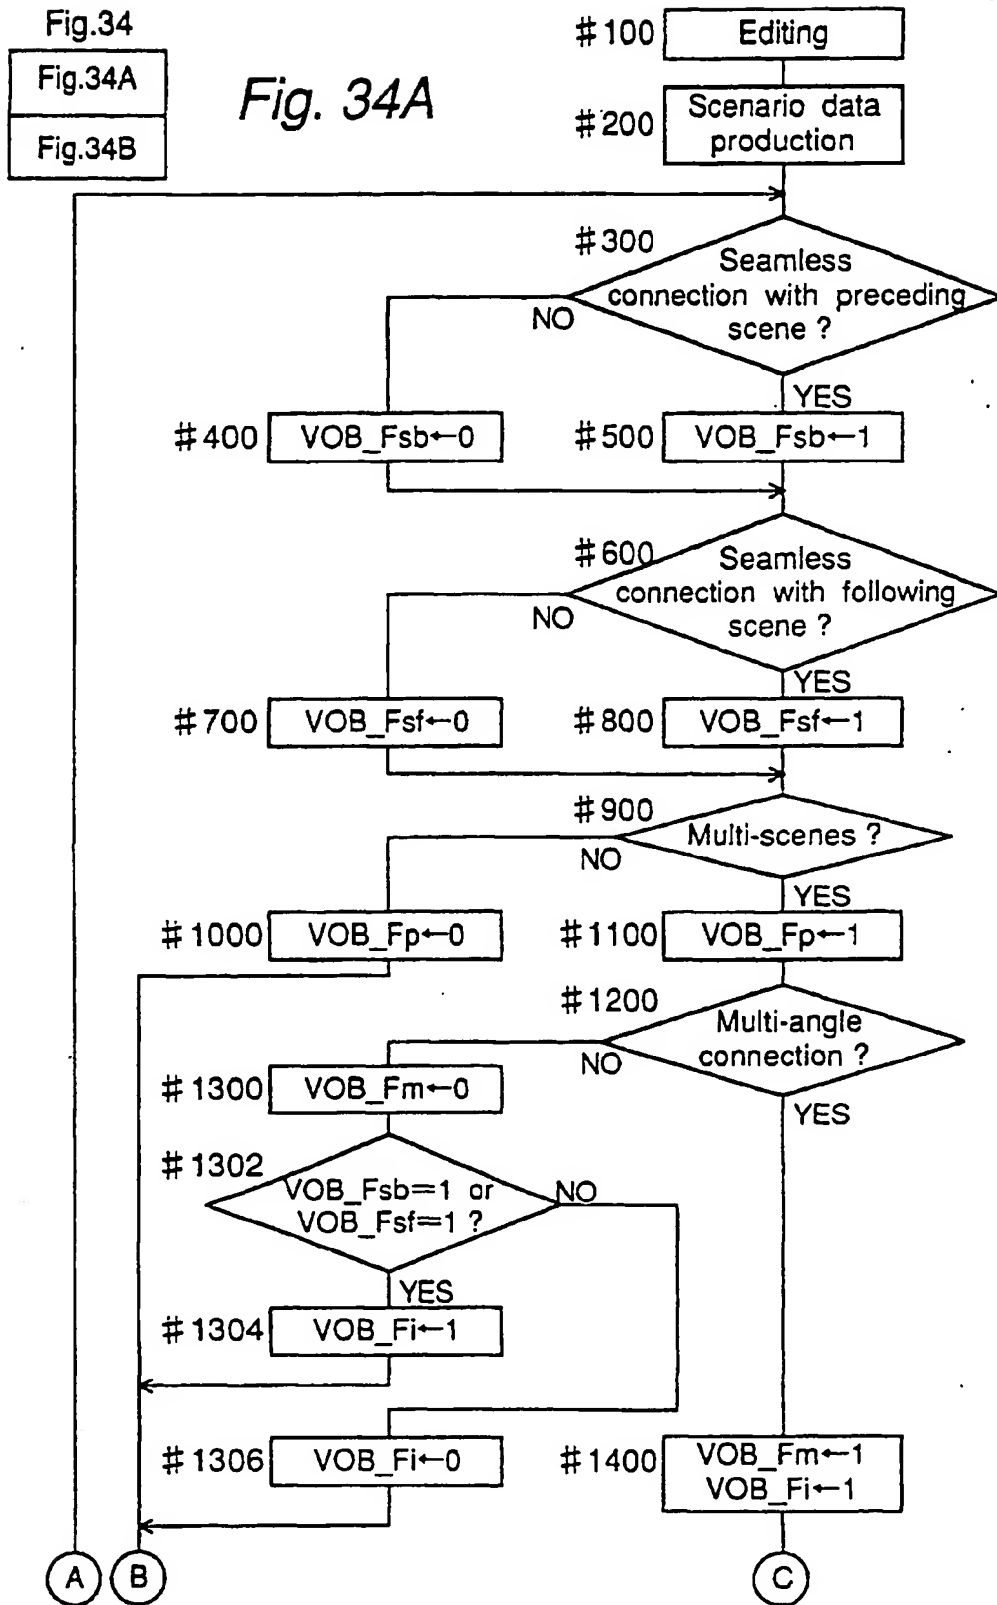 Fig.34
Fig.34A
Fig.34B
Fig. 34A
#100
Editing
#200
Scenario data
production
#300
Seamless
connection with preceding
scene ?
NO
YES
#400
VOB_Fsb←0
#500
VOB_Fsb←1
#600
Seamless
connection with following
scene ?
NO
YES
#700
VOB_Fsf←0
#800
VOB_Fsf←1
#900
Multi-scenes ?
NO
YES
#1000
VOB_Fp←0
#1100
VOB_Fp←1
#1200
Multi-angle
connection ?
NO
YES
#1300
VOB_Fm←0
#1302
VOB_Fsb=1 or
VOB_Fsf=1 ?
NO
YES
#1304
VOB_Fi←1
#1306
VOB_Fi←0
#1400
VOB_Fm←1
VOB_Fi←1
A
B
C